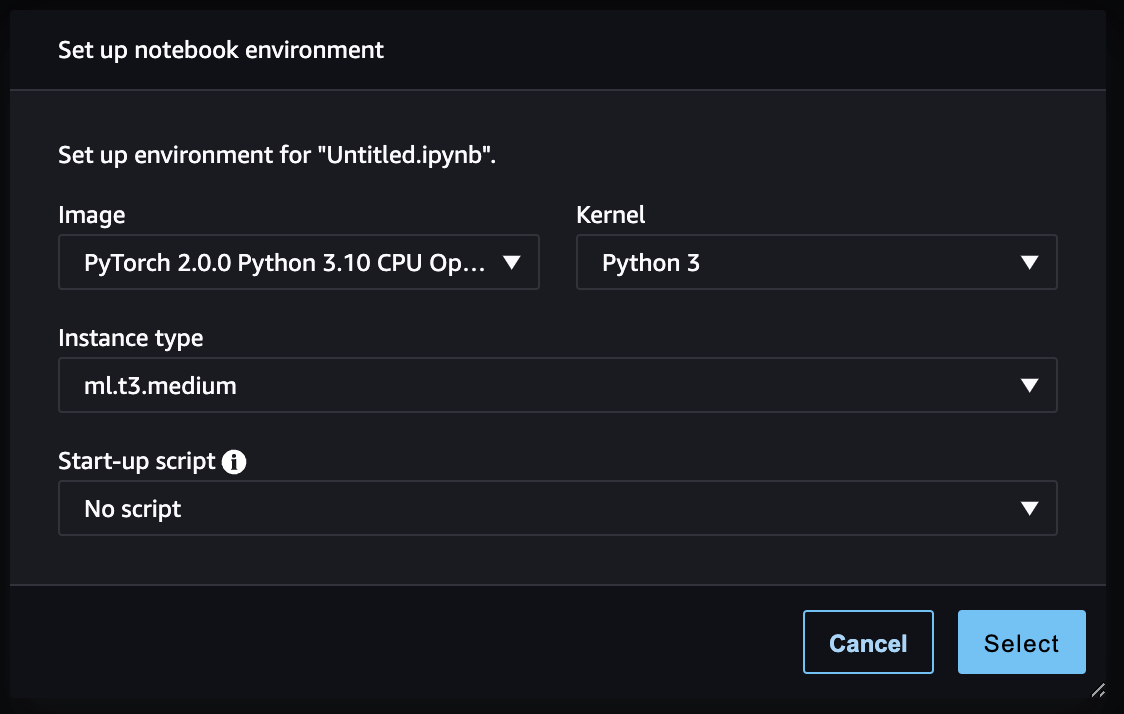 Set up notebook environment
Set up environment for "Untitled.ipynb".
Image
Kernel
PyTorch 2.0.0 Python 3.10 CPU Op...
Python 3
Instance type
ml.t3.medium
Start-up script
No script
Cancel
Select